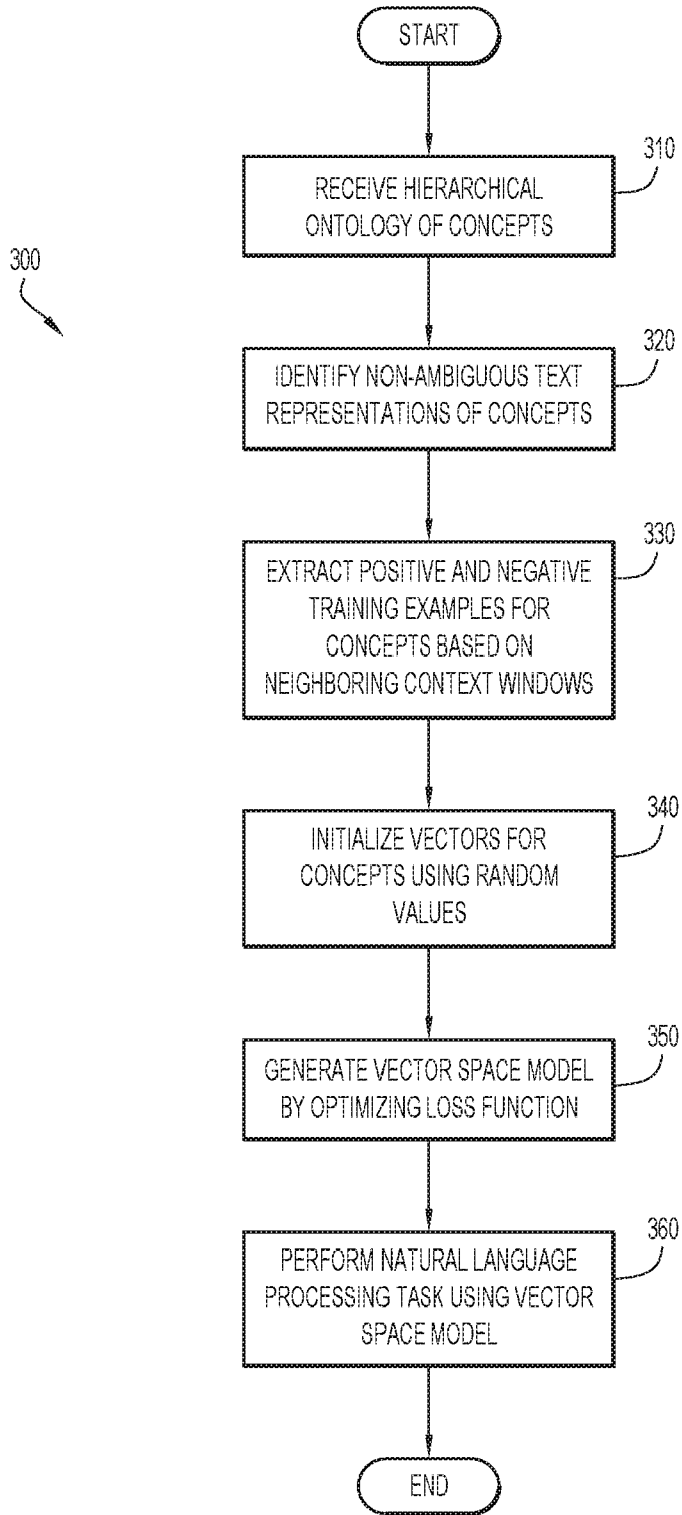 START
310
RECEIVE HIERARCHICAL
ONTOLOGY OF CONCEPTS
300
320
IDENTIFY NON-AMBIGUOUS TEXT
REPRESENTATIONS OF CONCEPTS
330
EXTRACT POSITIVE AND NEGATIVE
TRAINING EXAMPLES FOR
CONCEPTS BASED ON
NEIGHBORING CONTEXT WINDOWS
340
INITIALIZE VECTORS FOR
CONCEPTS USING RANDOM
VALUES
350
GENERATE VECTOR SPACE MODEL
BY OPTIMIZING LOSS FUNCTION
360
PERFORM NATURAL LANGUAGE
PROCESSING TASK USING VECTOR
SPACE MODEL
END